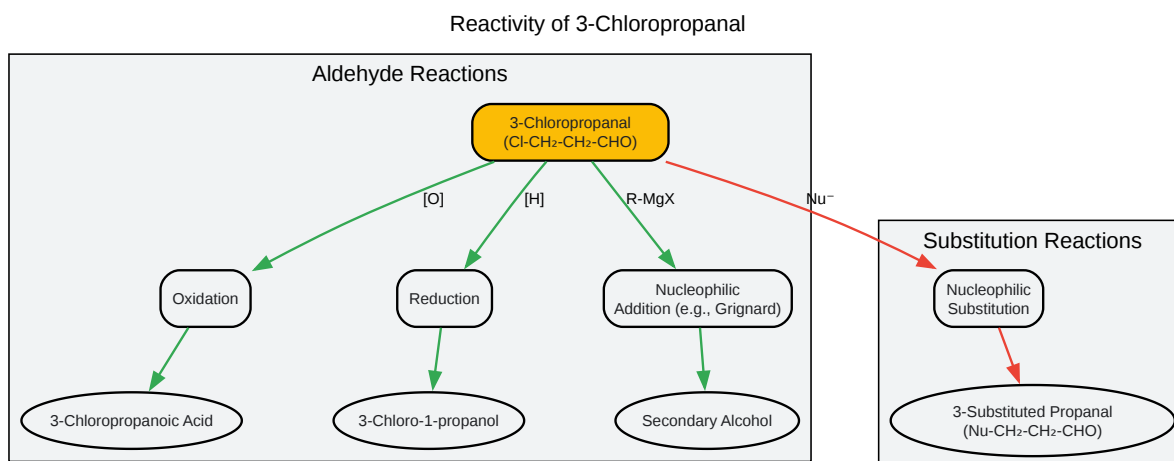 Reactivity of 3-Chloropropanal
Aldehyde Reactions
3-Chloropropanal
(Cl-CH₂-CH₂-CHO)
[O]
[H]
R-MgX
Nu⁻
Substitution Reactions
Oxidation
Reduction
Nucleophilic
Addition (e.g., Grignard)
Nucleophilic
Substitution
3-Chloropropanoic Acid
3-Chloro-1-propanol
Secondary Alcohol
3-Substituted Propanal
(Nu-CH₂-CH₂-CHO)